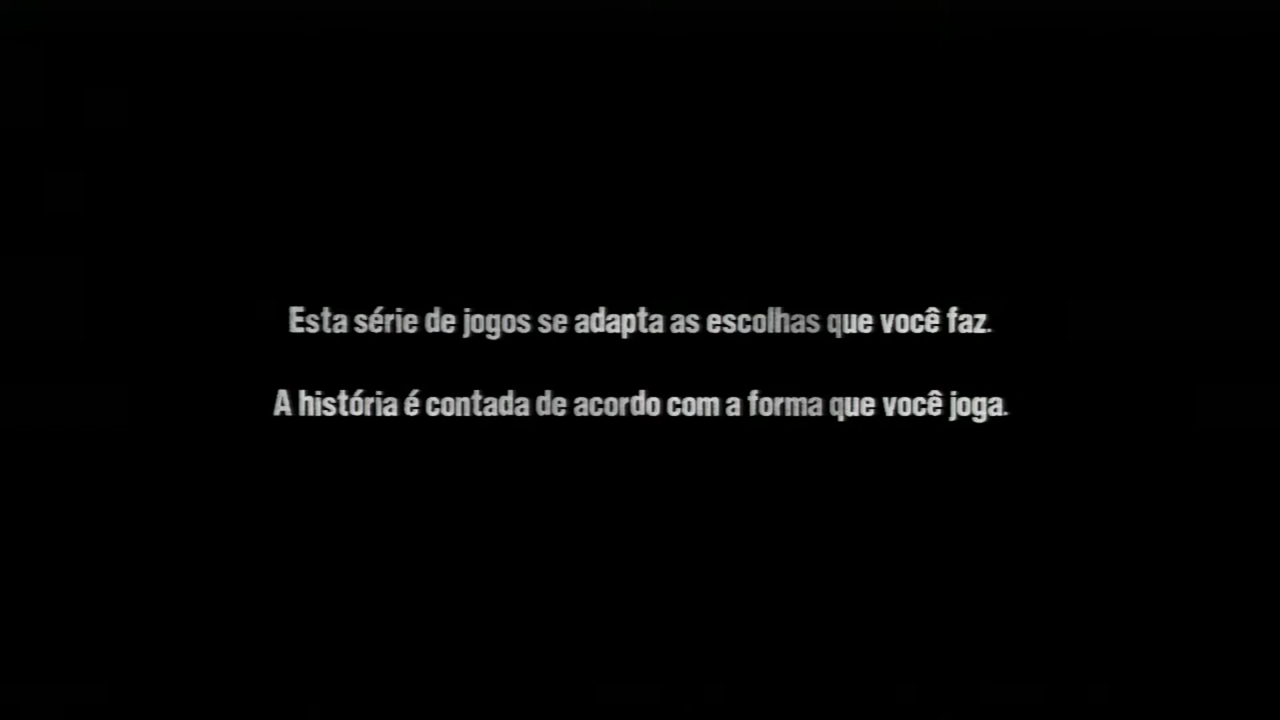 Esta série de jogos se adapta as escolhas que você faz.
A história é contada de acordo com a forma que você joga.